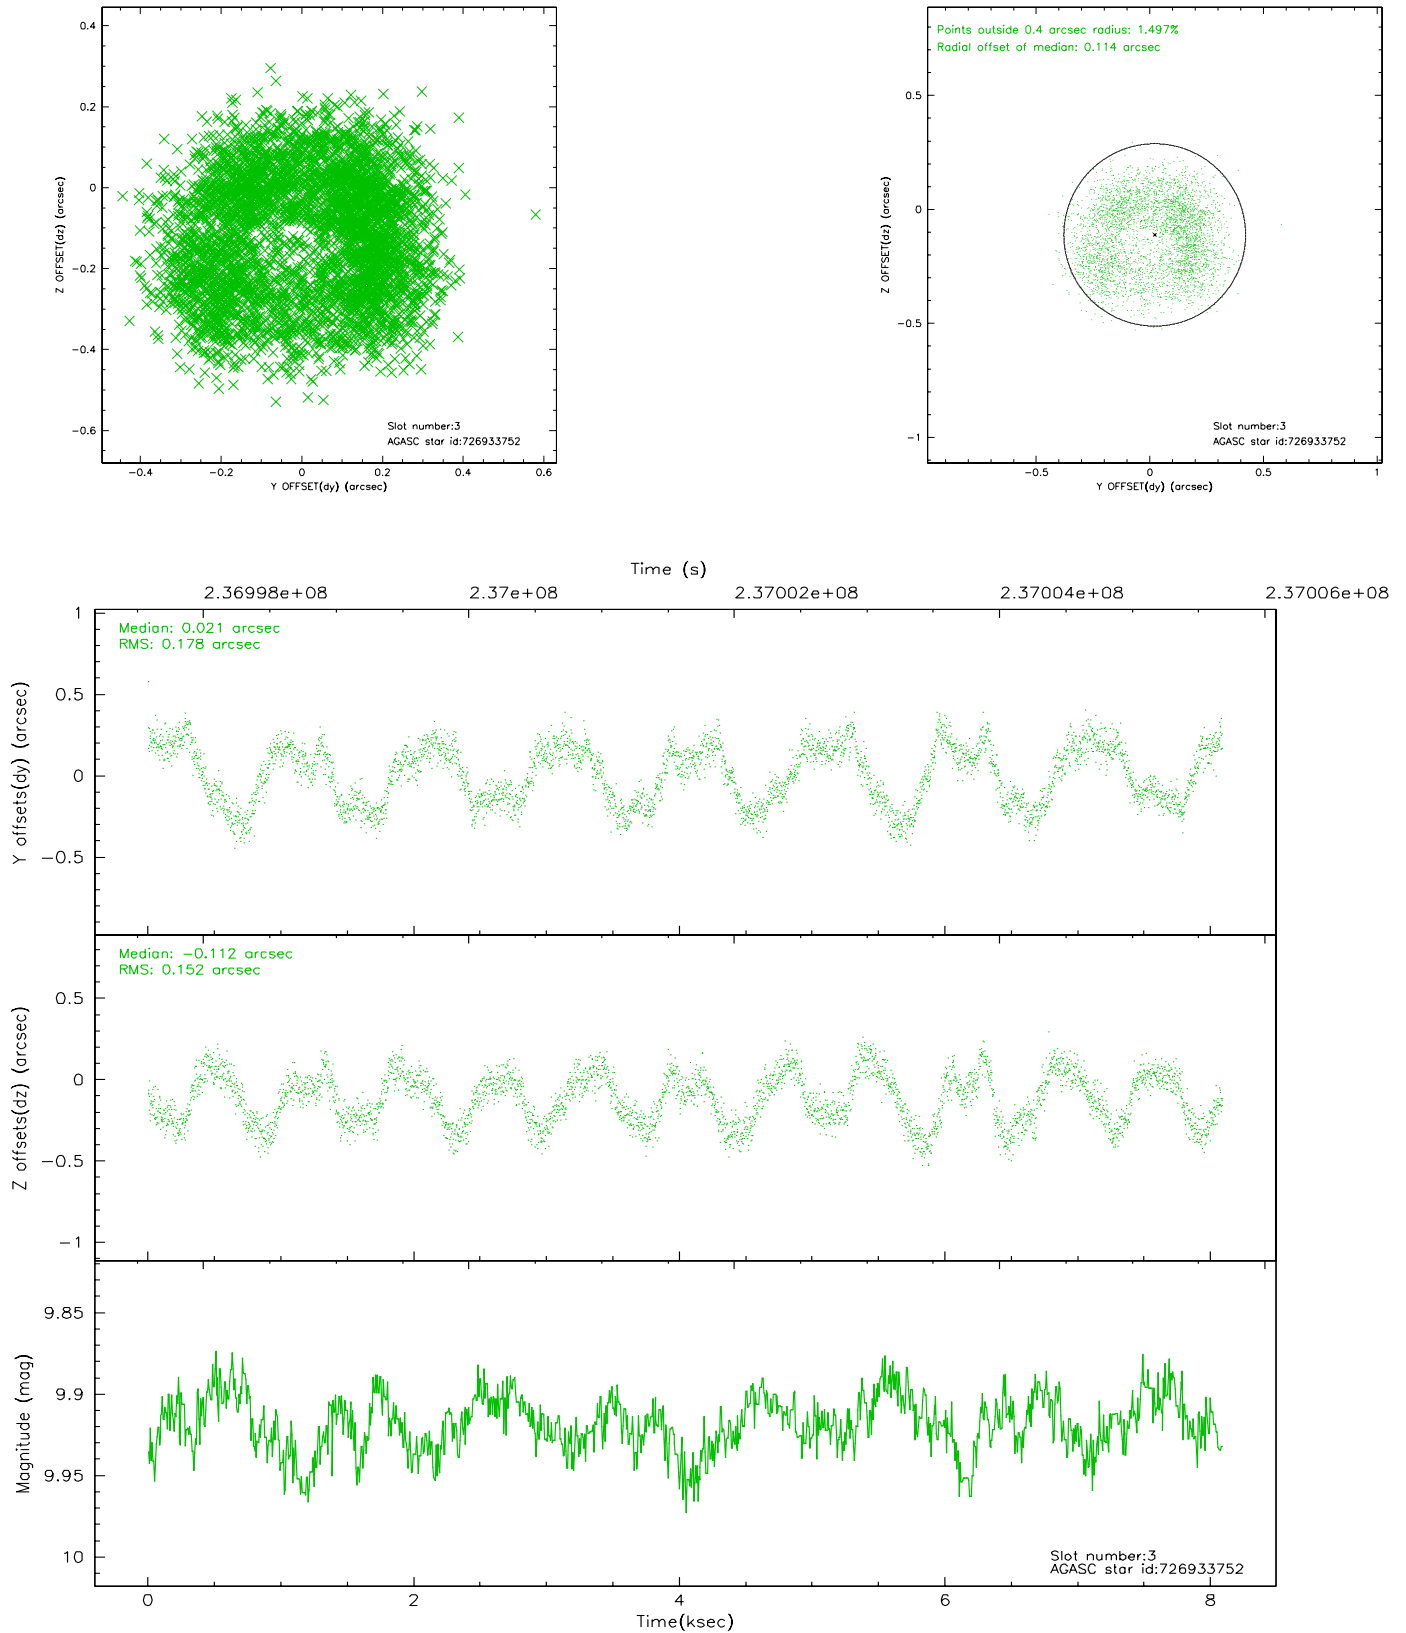 0.4
0.2
0
−0.2
−0.4
−0.6
Z OFFSET(dz) (arcsec)
Slot number:3
AGASC star id:726933752
−0.4
−0.2
0
0.2
0.4
0.6
Y OFFSET(dy) (arcsec)
Points outside 0.4 arcsec radius: 1.497%
Radial offset of median: 0.114 arcsec
0.5
0
−0.5
−1
Z OFFSET(dz) (arcsec)
Slot number:3
AGASC star id:726933752
−0.5
0
0.5
1
Y OFFSET(dy) (arcsec)
Time (s)
2.36998e+08
2.37e+08
2.37002e+08
2.37004e+08
2.37006e+08
Median: 0.021 arcsec
RMS: 0.178 arcsec
1
0.5
0
−0.5
Y offsets(dy) (arcsec)
Median: −0.112 arcsec
RMS: 0.152 arcsec
0.5
0
−0.5
−1
Z offsets(dz) (arcsec)
9.85
9.9
9.95
10
Magnitude (mag)
Slot number:3
AGASC star id:726933752
0
2
4
6
8
Time(ksec)